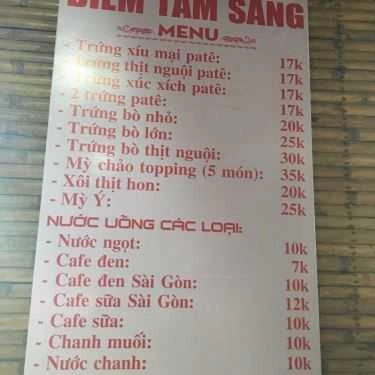 ĐIỂM TÂM SÁNG
MENU
- Trứng xíu mại patê: 17k
- Trứng thịt nguội patê: 17k
- Trứng xúc xích patê: 17k
- 2 trứng patê: 17k
- Trứng bò nhỏ: 20k
- Trứng bò lớn: 25k
- Trứng bò thịt nguội: 30k
- Mỳ chảo topping (5 món): 35k
- Xôi thịt hon: 20k
- Mỳ Ý: 25k
NƯỚC UỐNG CÁC LOẠI:
- Nước ngọt: 10k
- Cafe đen: 7k
- Cafe đen Sài Gòn: 10k
- Cafe sữa Sài Gòn: 12k
- Cafe sữa: 10k
- Chanh muối: 10k
- Nước chanh: 10k